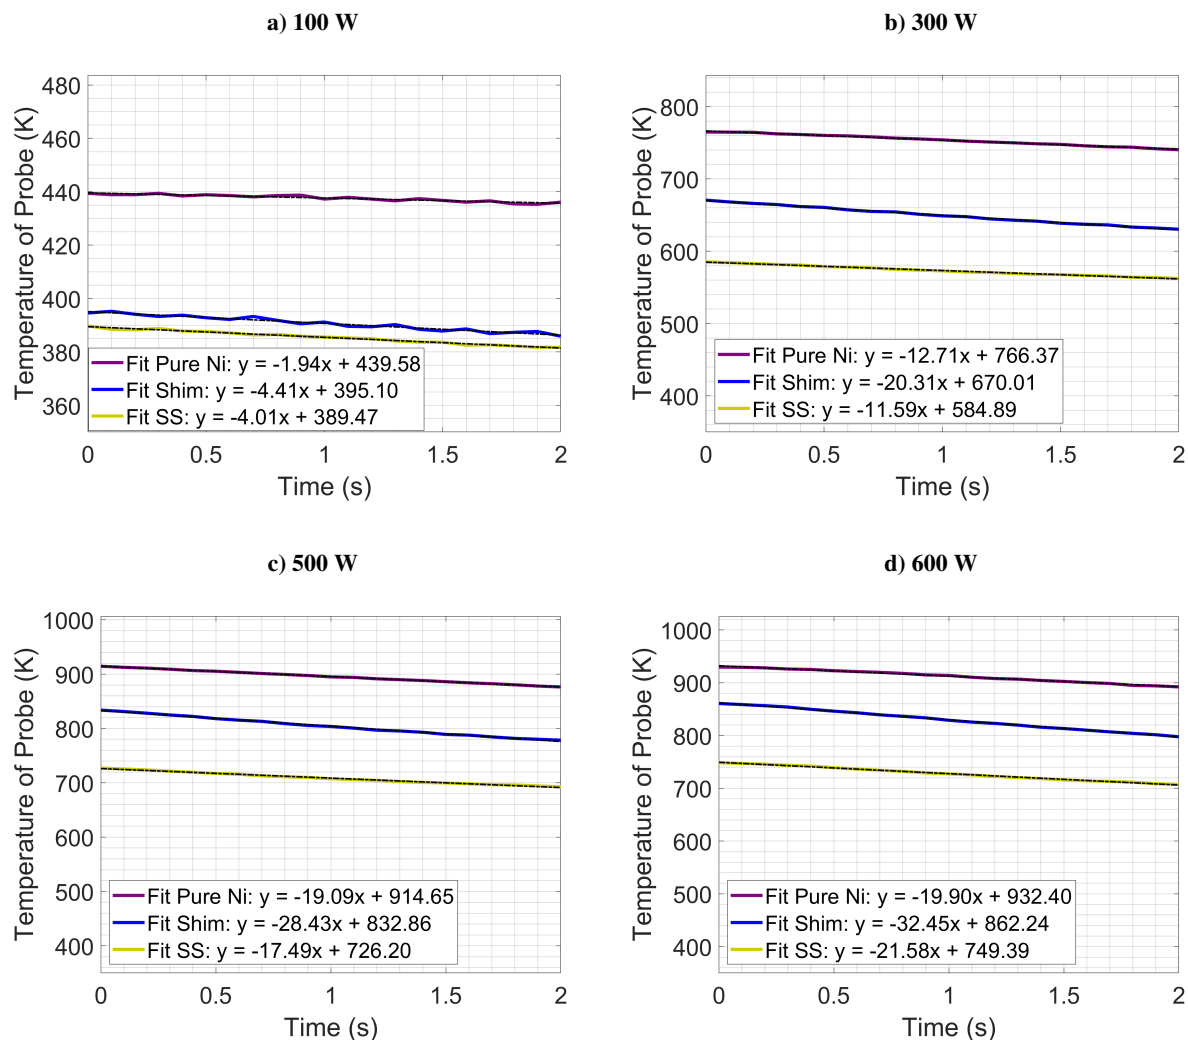 a) 100 W
480
460
440
420
400
380
360
0
0.5
1
1.5
2
Temperature of Probe (K)
Time (s)
Fit Pure Ni: y = -1.94x + 439.58
Fit Shim: y = -4.41x + 395.10
Fit SS: y = -4.01x + 389.47
b) 300 W
800
700
600
500
400
0
0.5
1
1.5
2
Temperature of Probe (K)
Time (s)
Fit Pure Ni: y = -12.71x + 766.37
Fit Shim: y = -20.31x + 670.01
Fit SS: y = -11.59x + 584.89
c) 500 W
1000
900
800
700
600
500
400
0
0.5
1
1.5
2
Temperature of Probe (K)
Time (s)
Fit Pure Ni: y = -19.09x + 914.65
Fit Shim: y = -28.43x + 832.86
Fit SS: y = -17.49x + 726.20
d) 600 W
1000
900
800
700
600
500
400
0
0.5
1
1.5
2
Temperature of Probe (K)
Time (s)
Fit Pure Ni: y = -19.90x + 932.40
Fit Shim: y = -32.45x + 862.24
Fit SS: y = -21.58x + 749.39